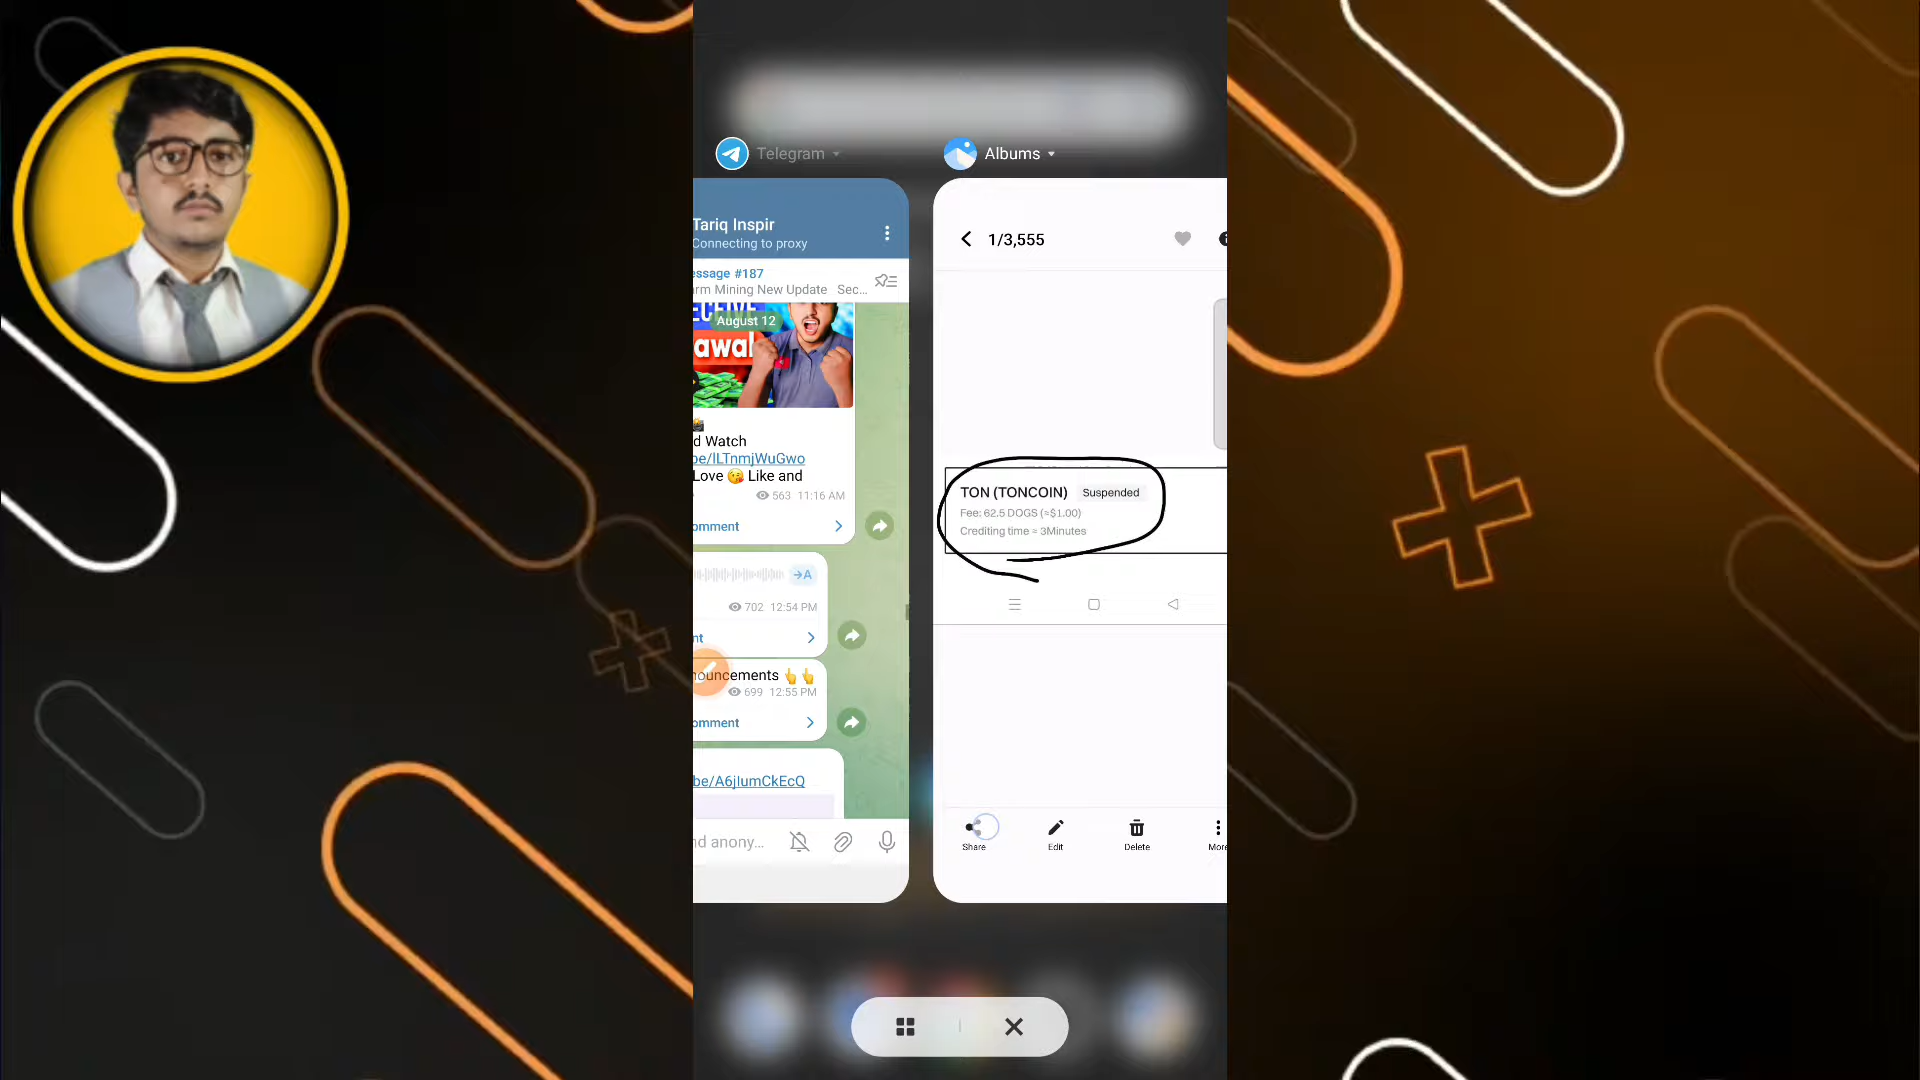 Telegram
Tariq Inspir
Connecting to proxy
essage #187
rm Mining New Update Sec...
August 12
awal
d Watch
be/lLTnmjWuGwo
Love 😘 Like and
563 11:16 AM
omment
→A
702 12:54 PM
nt
ouncements 👆👆
699 12:55 PM
omment
be/A6jIumCkEcQ
nd anony...
Albums
1/3,555
TON (TONCOIN) Suspended
Fee: 62.5 DOGS (≈$1.00)
Crediting time ≈ 3Minutes
Share
Edit
Delete
More